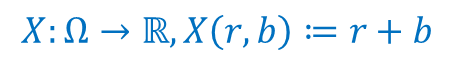 X: Ω → ℝ, X(r, b) ≔ r + b